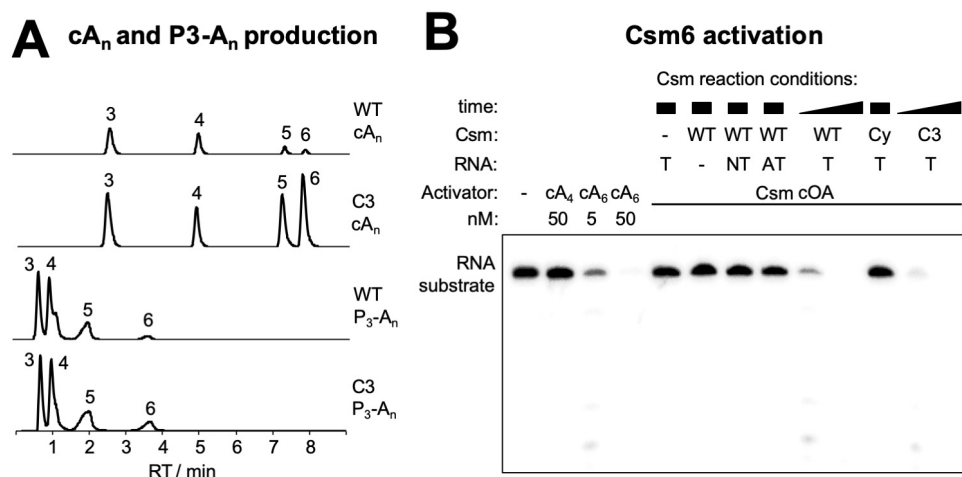 A cAₙ and P3-Aₙ production
3 4 5 6 WT
cAₙ
3 4 5 6 C3
cAₙ
3 4 5 6 WT
P₃-Aₙ
3 4 5 6 C3
P₃-Aₙ
1 2 3 4 5 6 7 8
RT / min
B Csm6 activation
Csm reaction conditions:
time:
Csm: - WT WT WT WT Cy C3
RNA: T - NT AT T T T
Activator: - cA₄ cA₆ cA₆ Csm cOA
nM: 50 5 50
RNA
substrate